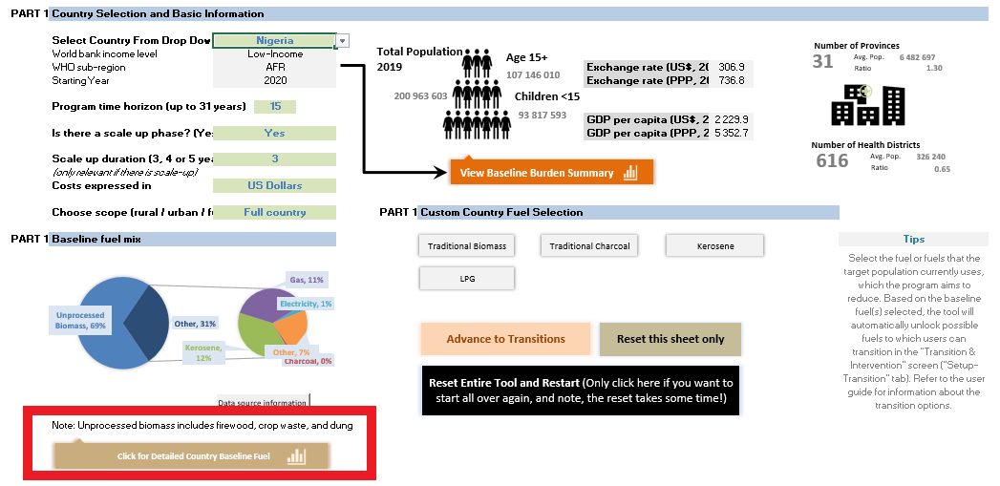 PART 1 Country Selection and Basic Information
Select Country From Drop Dow
Nigeria
World bank income level
Low-Income
WHO sub-region
AFR
Starting Year
2020
Program time horizon (up to 31 years)
15
Is there a scale up phase? (Ye
Yes
Scale up duration (3, 4 or 5 yea
3
(only relevant if there is scale-up)
Costs expressed in
US Dollars
Choose scope (rural / urban / f
Full country
Total Population
2019
200 963 603
Age 15+
107 146 010
Children <15
93 817 593
Exchange rate (US$, 20
306.9
Exchange rate (PPP, 20
736.8
GDP per capita (US$, 2
2 229.9
GDP per capita (PPP, 2
5 352.7
View Baseline Burden Summary
Number of Provinces
31
Avg. Pop.
6 482 697
Ratio
1.30
Number of Health Districts
616
Avg. Pop.
326 240
Ratio
0.65
PART 1 Baseline fuel mix
Unprocessed
Biomass, 69%
Other, 31%
Gas, 11%
Electricity, 1%
Kerosene,
12%
Other, 7%
Charcoal, 0%
Data source information
Note: Unprocessed biomass includes firewood, crop waste, and dung
Click for Detailed Country Baseline Fuel
PART 1 Custom Country Fuel Selection
Traditional Biomass
Traditional Charcoal
Kerosene
LPG
Advance to Transitions
Reset this sheet only
Reset Entire Tool and Restart (Only click here if you want to
start all over again, and note, the reset takes some time!)
Tips
Select the fuel or fuels that the
target population currently uses,
which the program aims to
reduce. Based on the baseline
fuel(s) selected, the tool will
automatically unlock possible
fuels to which users can
transition in the "Transition &
Intervention" screen ("Setup-
Transition" tab). Refer to the user
guide for information about the
transition options.